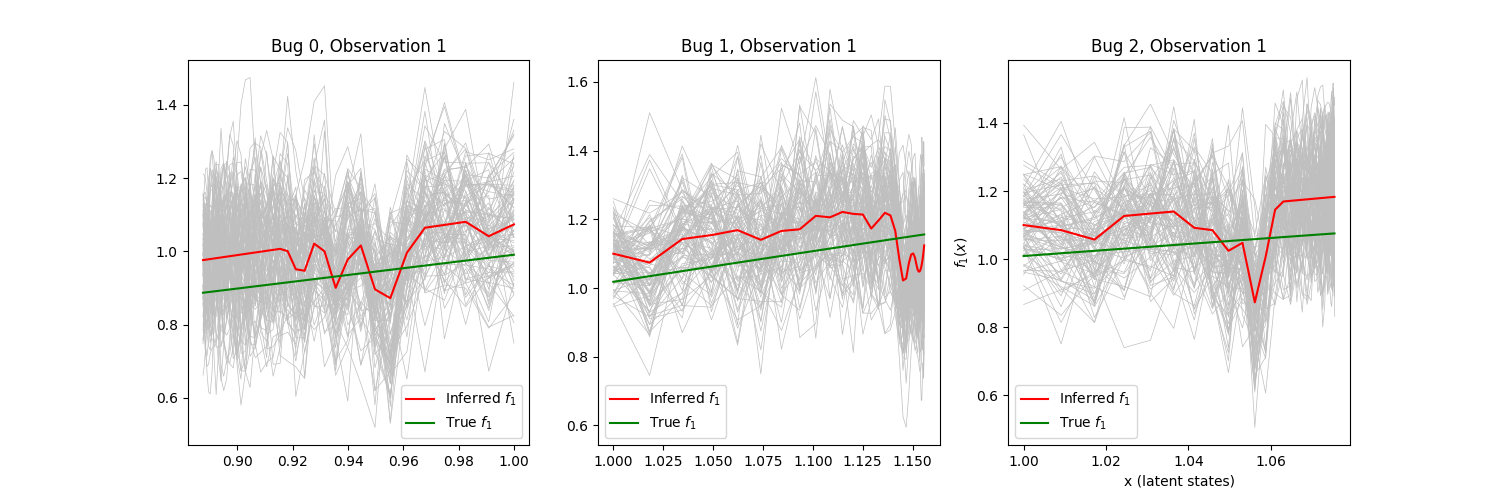 Bug 0, Observation 1
1.4
1.2
1.0
0.8
0.6
0.90 0.92 0.94 0.96 0.98 1.00
Inferred f₁
True f₁
Bug 1, Observation 1
1.6
1.4
1.2
1.0
0.8
0.6
1.000 1.025 1.050 1.075 1.100 1.125 1.150
Inferred f₁
True f₁
Bug 2, Observation 1
f₁(x)
1.4
1.2
1.0
0.8
0.6
1.00 1.02 1.04 1.06
x (latent states)
Inferred f₁
True f₁